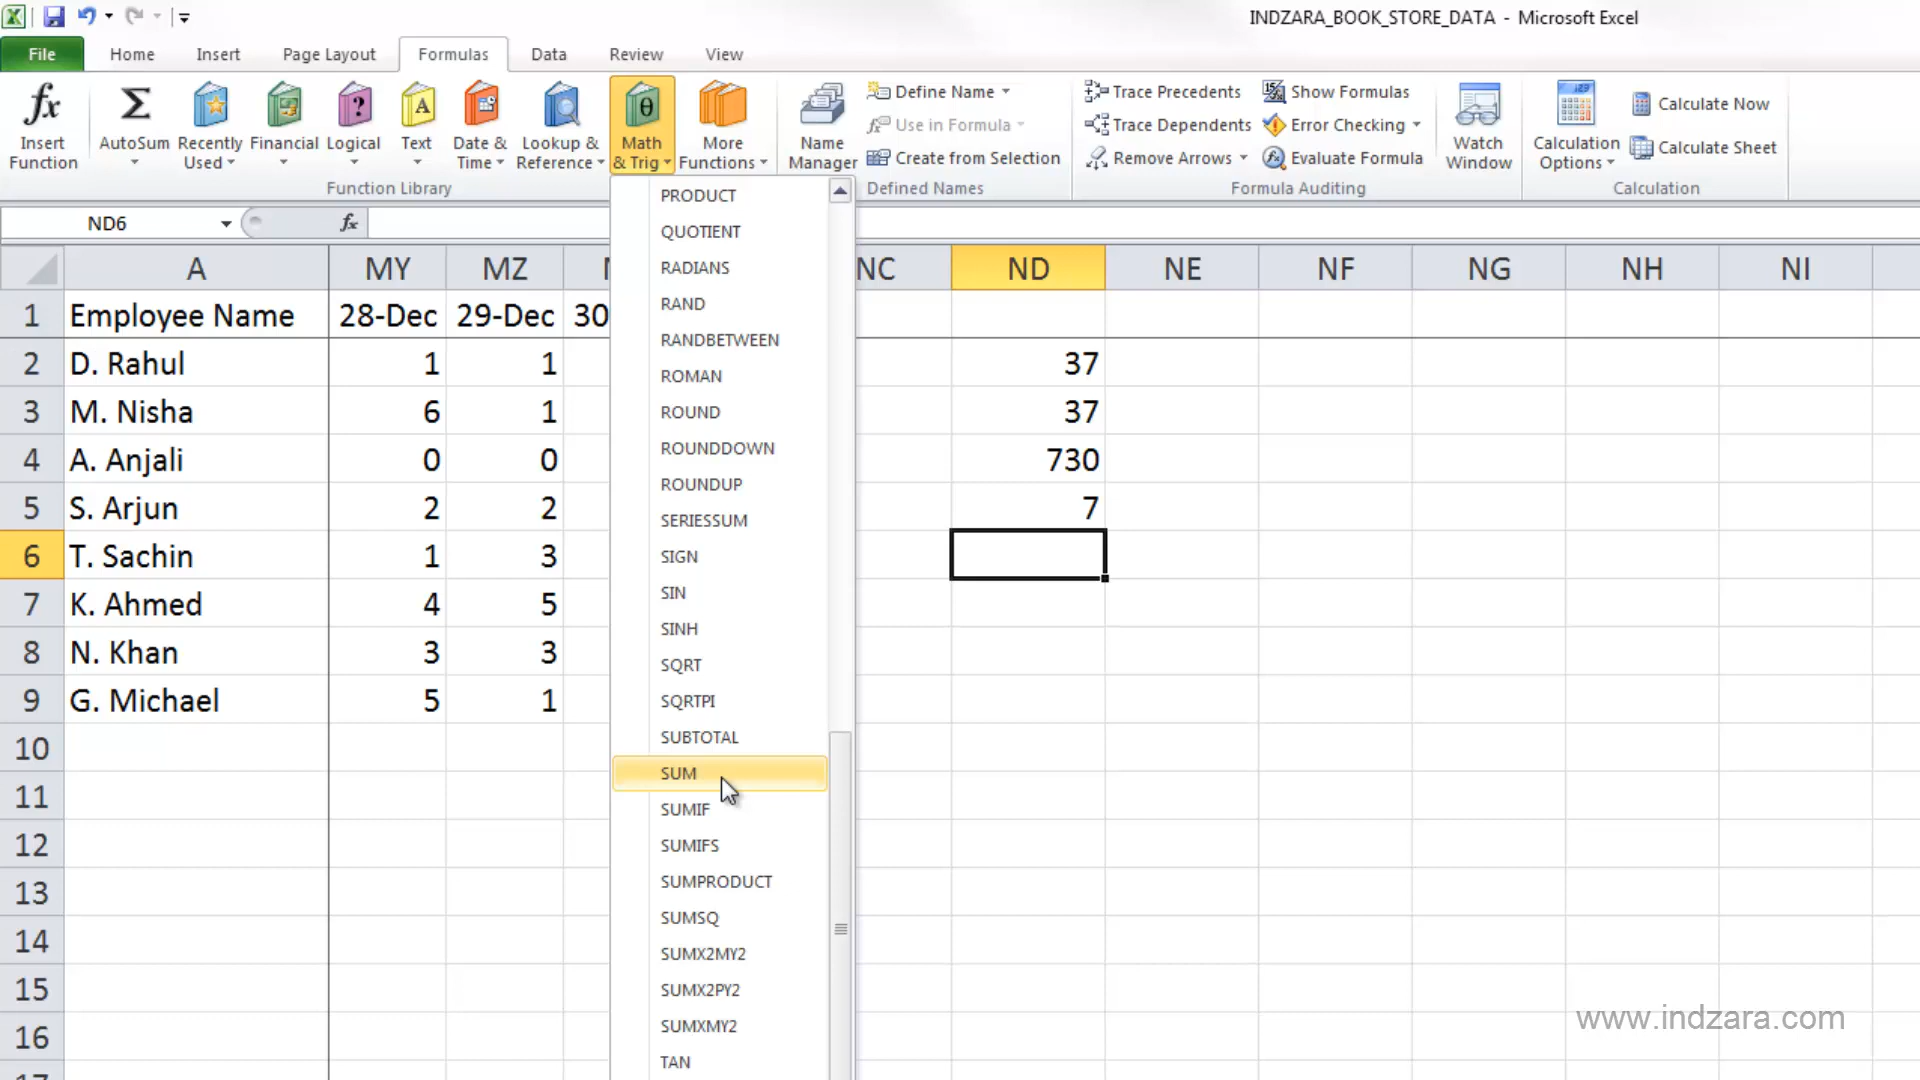 INDZARA_BOOK_STORE_DATA - Microsoft Excel
File Home Insert Page Layout Formulas Data Review View
fx Insert Function
Σ AutoSum
Recently Used
Financial
? Logical
A Text
Date & Time
Lookup & Reference
θ Math & Trig
More Functions
Function Library
Name Manager
Define Name
Use in Formula
Create from Selection
Defined Names
Trace Precedents
Trace Dependents
Remove Arrows
Show Formulas
Error Checking
Evaluate Formula
Formula Auditing
Watch Window
Calculation Options
Calculate Now
Calculate Sheet
Calculation
ND6 fx
A MY MZ NC ND NE NF NG NH NI
1 Employee Name 28-Dec 29-Dec 30
2 D. Rahul 1 1 37
3 M. Nisha 6 1 37
4 A. Anjali 0 0 730
5 S. Arjun 2 2 7
6 T. Sachin 1 3
7 K. Ahmed 4 5
8 N. Khan 3 3
9 G. Michael 5 1
10
11
12
13
14
15
16
PRODUCT
QUOTIENT
RADIANS
RAND
RANDBETWEEN
ROMAN
ROUND
ROUNDDOWN
ROUNDUP
SERIESSUM
SIGN
SIN
SINH
SQRT
SQRTPI
SUBTOTAL
SUM
SUMIF
SUMIFS
SUMPRODUCT
SUMSQ
SUMX2MY2
SUMX2PY2
SUMXMY2
TAN
www.indzara.com